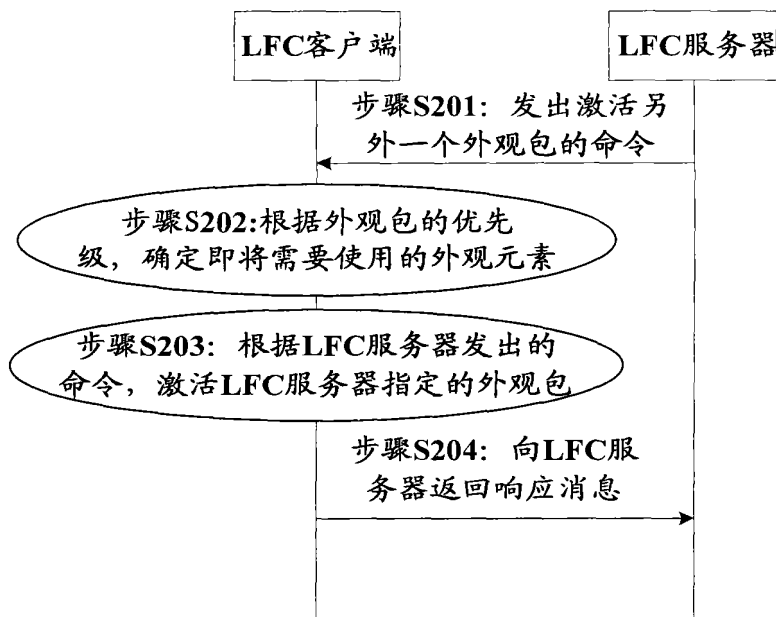 LFC客户端
LFC服务器
步骤S201：发出激活另
外一个外观包的命令
步骤S202:根据外观包的优先
级，确定即将需要使用的外观元素
步骤S203：根据LFC服务器发出的
命令，激活LFC服务器指定的外观包
步骤S204：向LFC服
务器返回响应消息